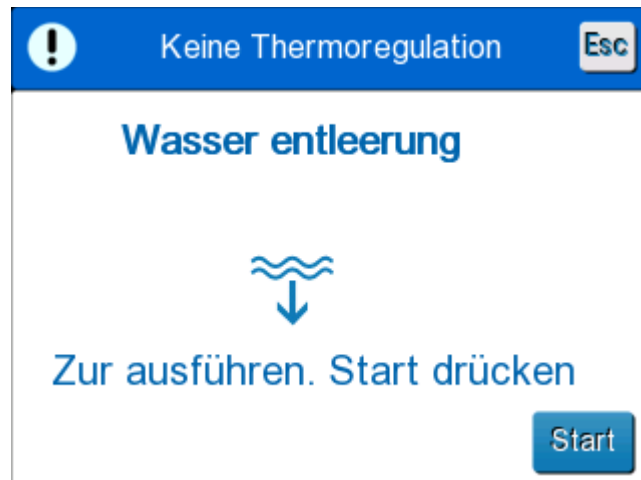 Keine Thermoregulation Esc
Wasser entleerung
Zur ausführen. Start drücken
Start